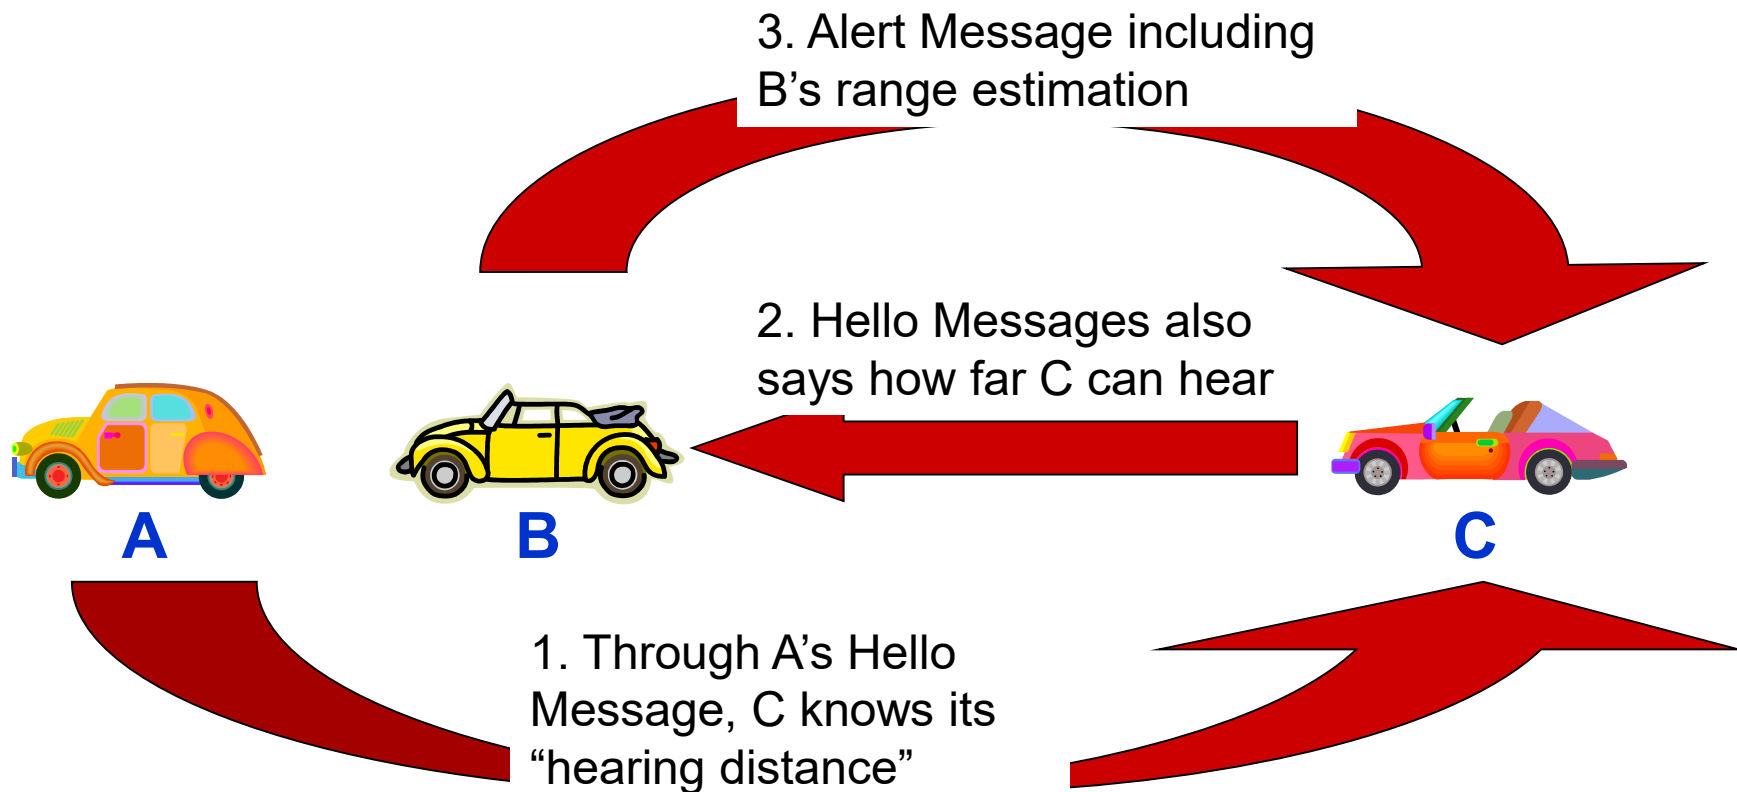 3. Alert Message including
B’s range estimation
2. Hello Messages also
says how far C can hear
A
B
C
1. Through A’s Hello
Message, C knows its
“hearing distance”